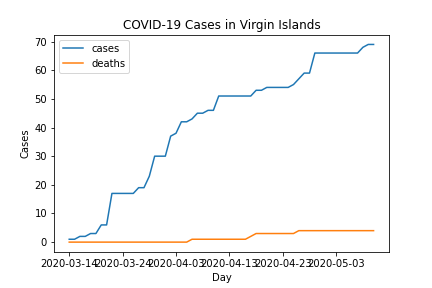 COVID-19 Cases in Virgin Islands
cases
deaths
70
60
50
40
30
20
10
0
Cases
2020-03-14 2020-03-24 2020-04-03 2020-04-13 2020-04-23 2020-05-03
Day